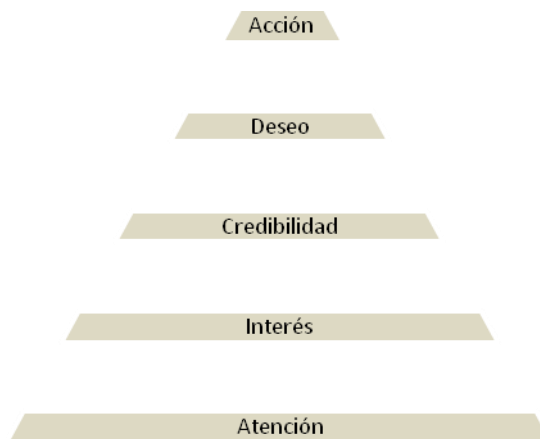 Acción
Deseo
Credibilidad
Interés
Atención